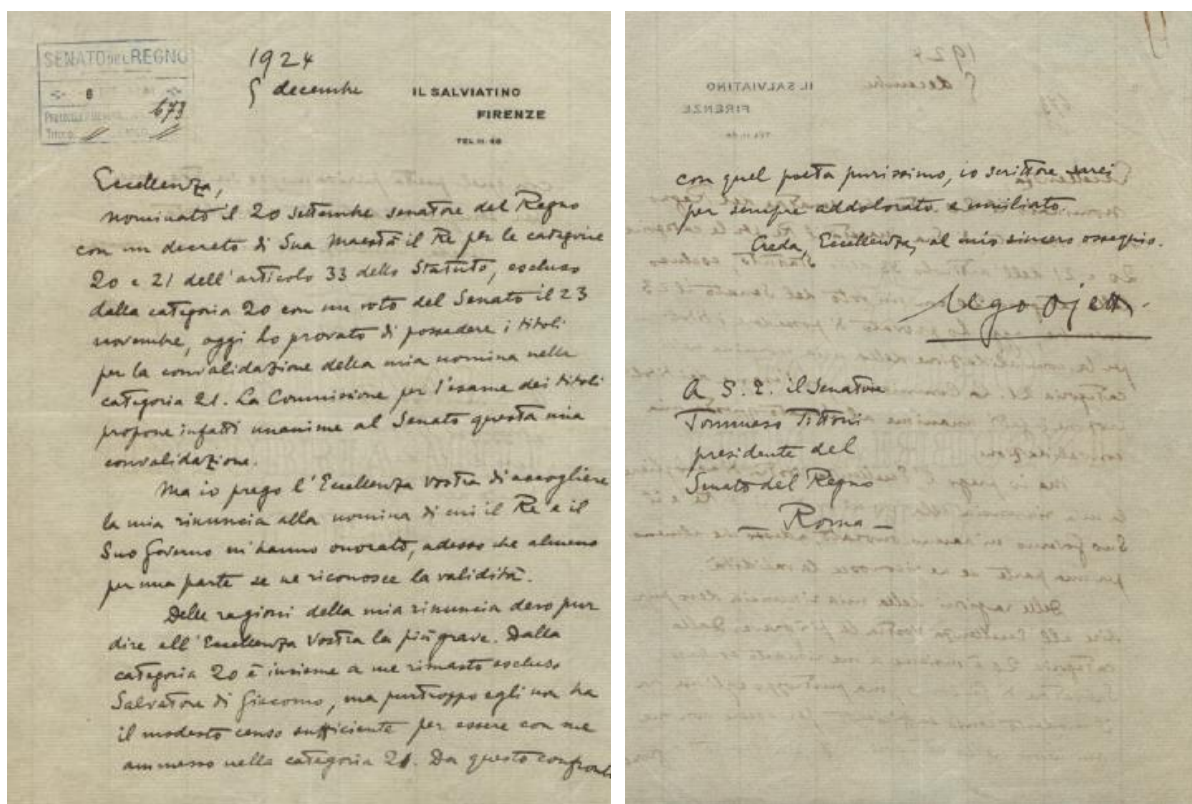 SENATO DEL REGNO
6
673
1924
5 decembre
IL SALVIATINO
FIRENZE
TEL 11-46
Eccellenza,
nominato il 20 settembre senatore del Regno
con un decreto di Sua Maestà il Re per le categorie
20 e 21 dell'articolo 33 dello Statuto, escluso
dalla categoria 20 con un voto del Senato il 23
novembre, oggi ho provato di possedere i titoli
per la convalidazione della mia nomina nella
categoria 21. La Commissione per l'esame dei titoli
propone infatti unanime al Senato questa mia
convalidazione.
Ma io prego l'Eccellenza Vostra di accogliere
la mia rinuncia alla nomina di cui il Re e il
Suo Governo m'hanno onorato, adesso che almeno
per una parte se ne riconosce la validità.
Delle ragioni della mia rinuncia devo pur
dire all'Eccellenza Vostra la più grave. Dalla
categoria 20 è insieme a me rimasto escluso
Salvatore di Giacomo, ma purtroppo egli non ha
il modesto censo sufficiente per essere con me
ammesso nella categoria 21. Da questo confronto
con quel poeta purissimo, io scrittore sarei
per sempre addolorato e umiliato.
Creda, Eccellenza, al mio sincero ossequio.
Ugo Ojetti.
A S. E. il Senatore
Tommaso Tittoni
presidente del
Senato del Regno
— Roma —